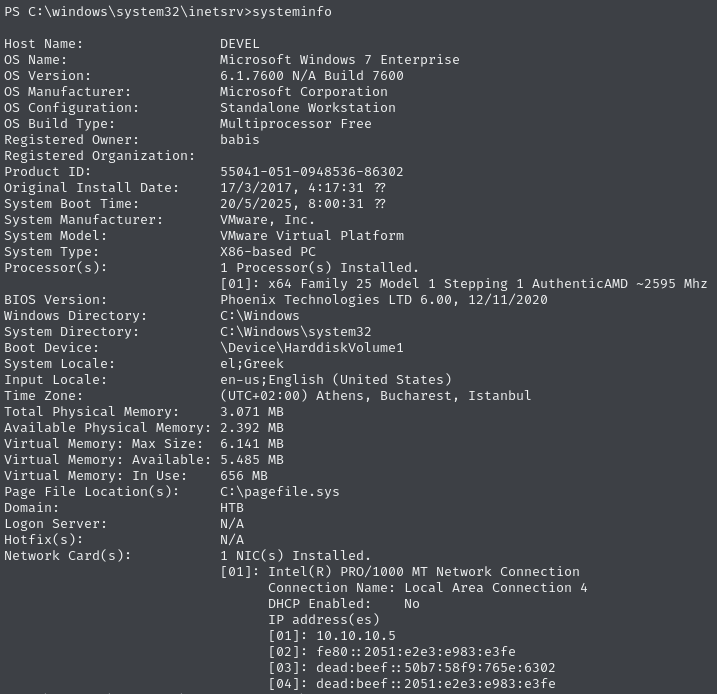 PS C:\windows\system32\inetsrv>systeminfo
Host Name:                 DEVEL
OS Name:                   Microsoft Windows 7 Enterprise
OS Version:                6.1.7600 N/A Build 7600
OS Manufacturer:           Microsoft Corporation
OS Configuration:          Standalone Workstation
OS Build Type:             Multiprocessor Free
Registered Owner:          babis
Registered Organization:
Product ID:                55041-051-0948536-86302
Original Install Date:     17/3/2017, 4:17:31 ??
System Boot Time:          20/5/2025, 8:00:31 ??
System Manufacturer:       VMware, Inc.
System Model:              VMware Virtual Platform
System Type:               X86-based PC
Processor(s):              1 Processor(s) Installed.
                           [01]: x64 Family 25 Model 1 Stepping 1 AuthenticAMD ~2595 Mhz
BIOS Version:              Phoenix Technologies LTD 6.00, 12/11/2020
Windows Directory:         C:\Windows
System Directory:          C:\Windows\system32
Boot Device:               \Device\HarddiskVolume1
System Locale:             el;Greek
Input Locale:              en-us;English (United States)
Time Zone:                 (UTC+02:00) Athens, Bucharest, Istanbul
Total Physical Memory:     3.071 MB
Available Physical Memory: 2.392 MB
Virtual Memory: Max Size:  6.141 MB
Virtual Memory: Available: 5.485 MB
Virtual Memory: In Use:    656 MB
Page File Location(s):     C:\pagefile.sys
Domain:                    HTB
Logon Server:              N/A
Hotfix(s):                 N/A
Network Card(s):           1 NIC(s) Installed.
                           [01]: Intel(R) PRO/1000 MT Network Connection
                                 Connection Name: Local Area Connection 4
                                 DHCP Enabled:    No
                                 IP address(es)
                                 [01]: 10.10.10.5
                                 [02]: fe80::2051:e2e3:e983:e3fe
                                 [03]: dead:beef::50b7:58f9:765e:6302
                                 [04]: dead:beef::2051:e2e3:e983:e3fe